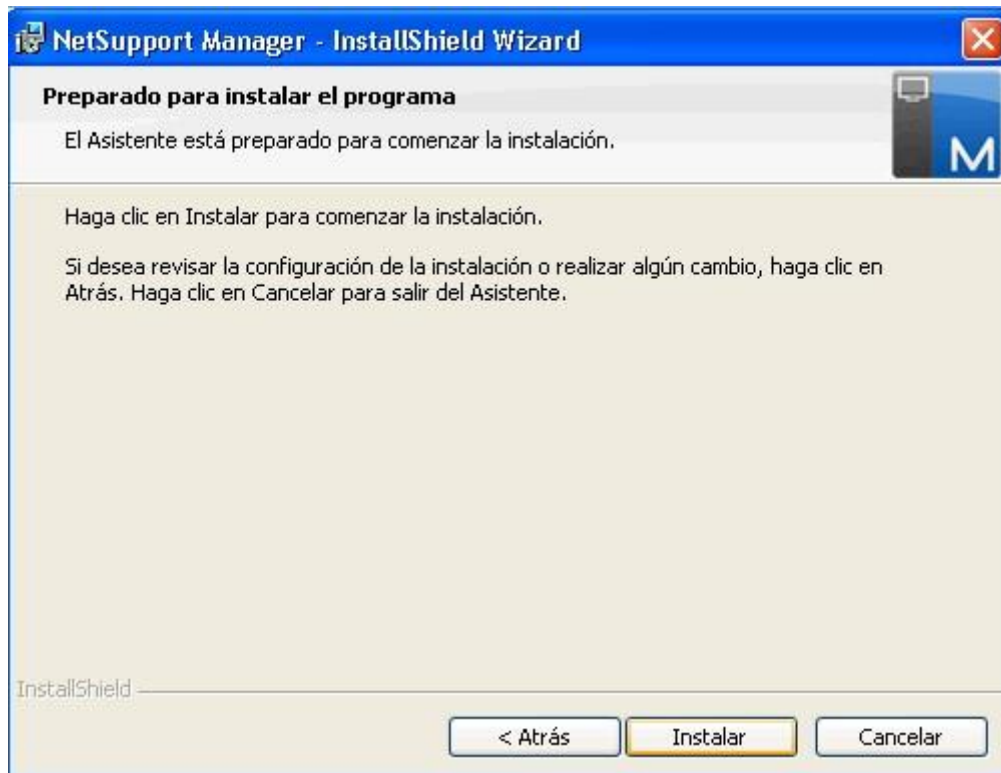 NetSupport Manager - InstallShield Wizard
Preparado para instalar el programa
El Asistente está preparado para comenzar la instalación.
M
Haga clic en Instalar para comenzar la instalación.
Si desea revisar la configuración de la instalación o realizar algún cambio, haga clic en
Atrás. Haga clic en Cancelar para salir del Asistente.
InstallShield
< Atrás
Instalar
Cancelar